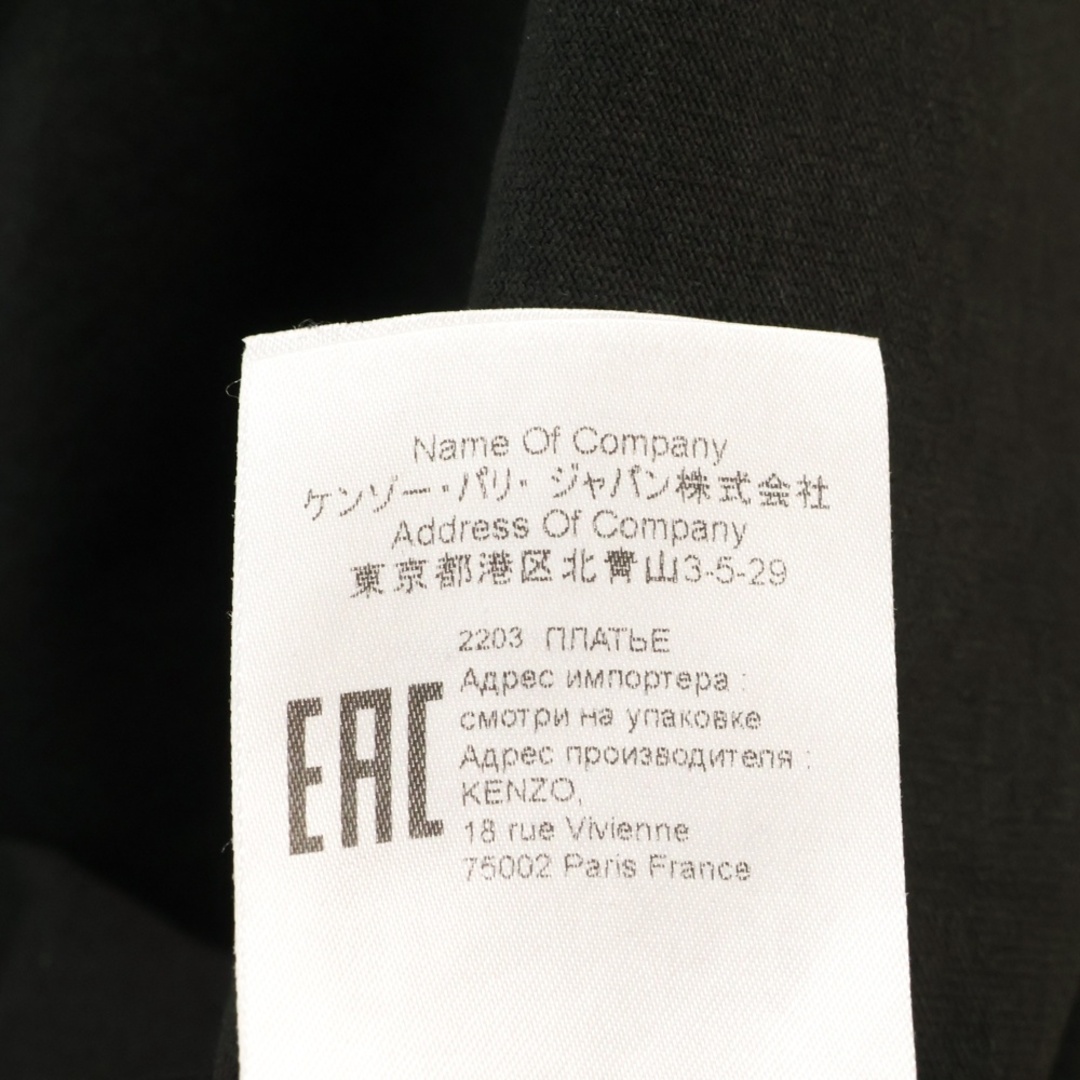 Name Of Company
ケンゾー・パリ・ジャパン株式会社
Address Of Company
東京都港区北青山3-5-29
2203 ПЛАТЬЕ
Адрес импортера :
смотри на упаковке
EAC
Адрес производителя :
KENZO,
18 rue Vivienne
75002 Paris France